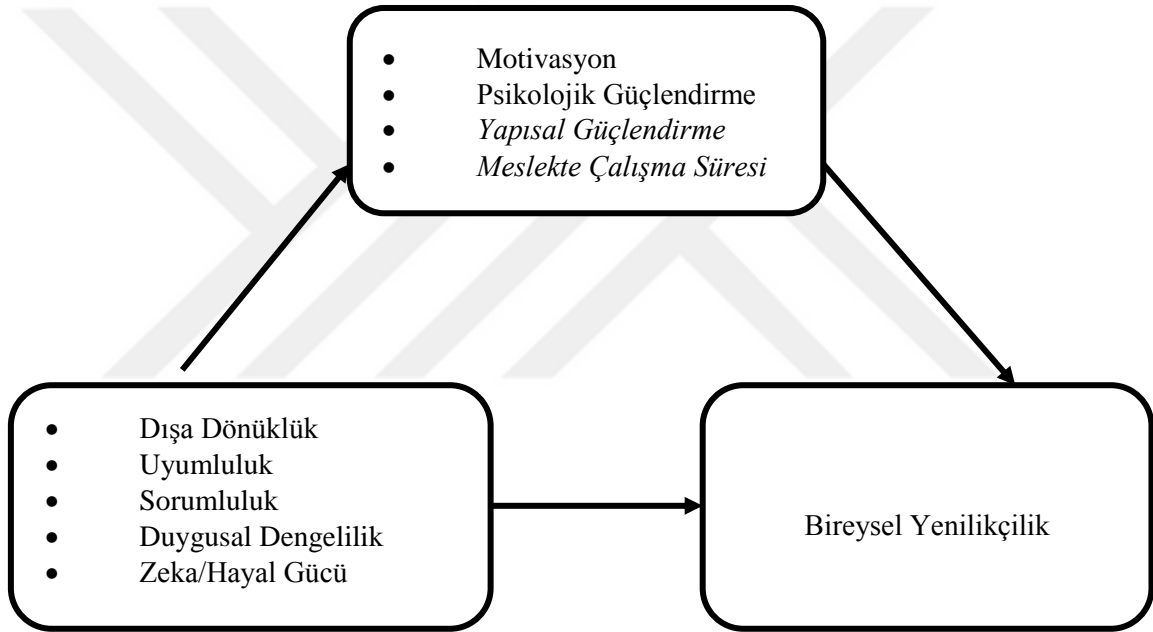 • Motivasyon
• Psikolojik Güçlendirme
• Yapısal Güçlendirme
• Meslekte Çalışma Süresi
• Dışa Dönüklük
• Uyumluluk
• Sorumluluk
• Duygusal Dengelilik
• Zeka/Hayal Gücü
Bireysel Yenilikçilik